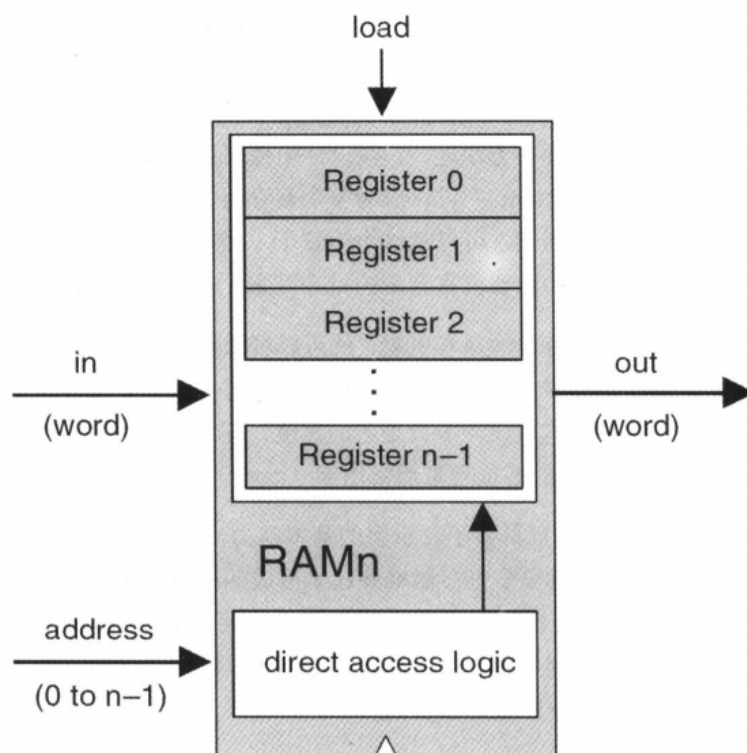 load
Register 0
Register 1
Register 2
in
(word)
out
(word)
Register n–1
RAMn
address
(0 to n–1)
direct access logic